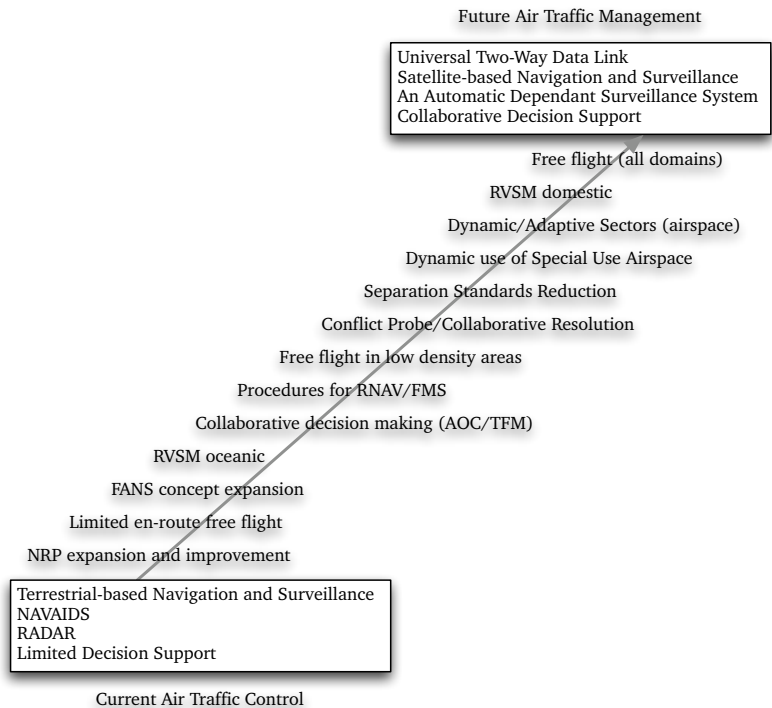 Future Air Traffic Management
Universal Two-Way Data Link
Satellite-based Navigation and Surveillance
An Automatic Dependant Surveillance System
Collaborative Decision Support
Free flight (all domains)
RVSM domestic
Dynamic/Adaptive Sectors (airspace)
Dynamic use of Special Use Airspace
Separation Standards Reduction
Conflict Probe/Collaborative Resolution
Free flight in low density areas
Procedures for RNAV/FMS
Collaborative decision making (AOC/TFM)
RVSM oceanic
FANS concept expansion
Limited en-route free flight
NRP expansion and improvement
Terrestrial-based Navigation and Surveillance
NAVAIDS
RADAR
Limited Decision Support
Current Air Traffic Control